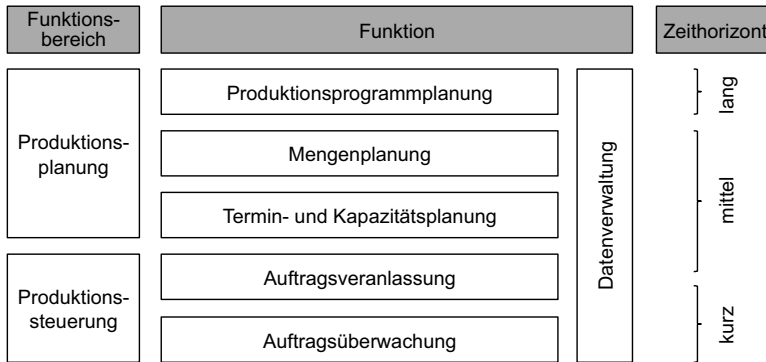 Funktions-
bereich
Funktion
Zeithorizont
Produktions-
planung
Produktionsprogrammplanung
Mengenplanung
Termin- und Kapazitätsplanung
Produktions-
steuerung
Auftragsveranlassung
Auftragsüberwachung
Datenverwaltung
lang
mittel
kurz